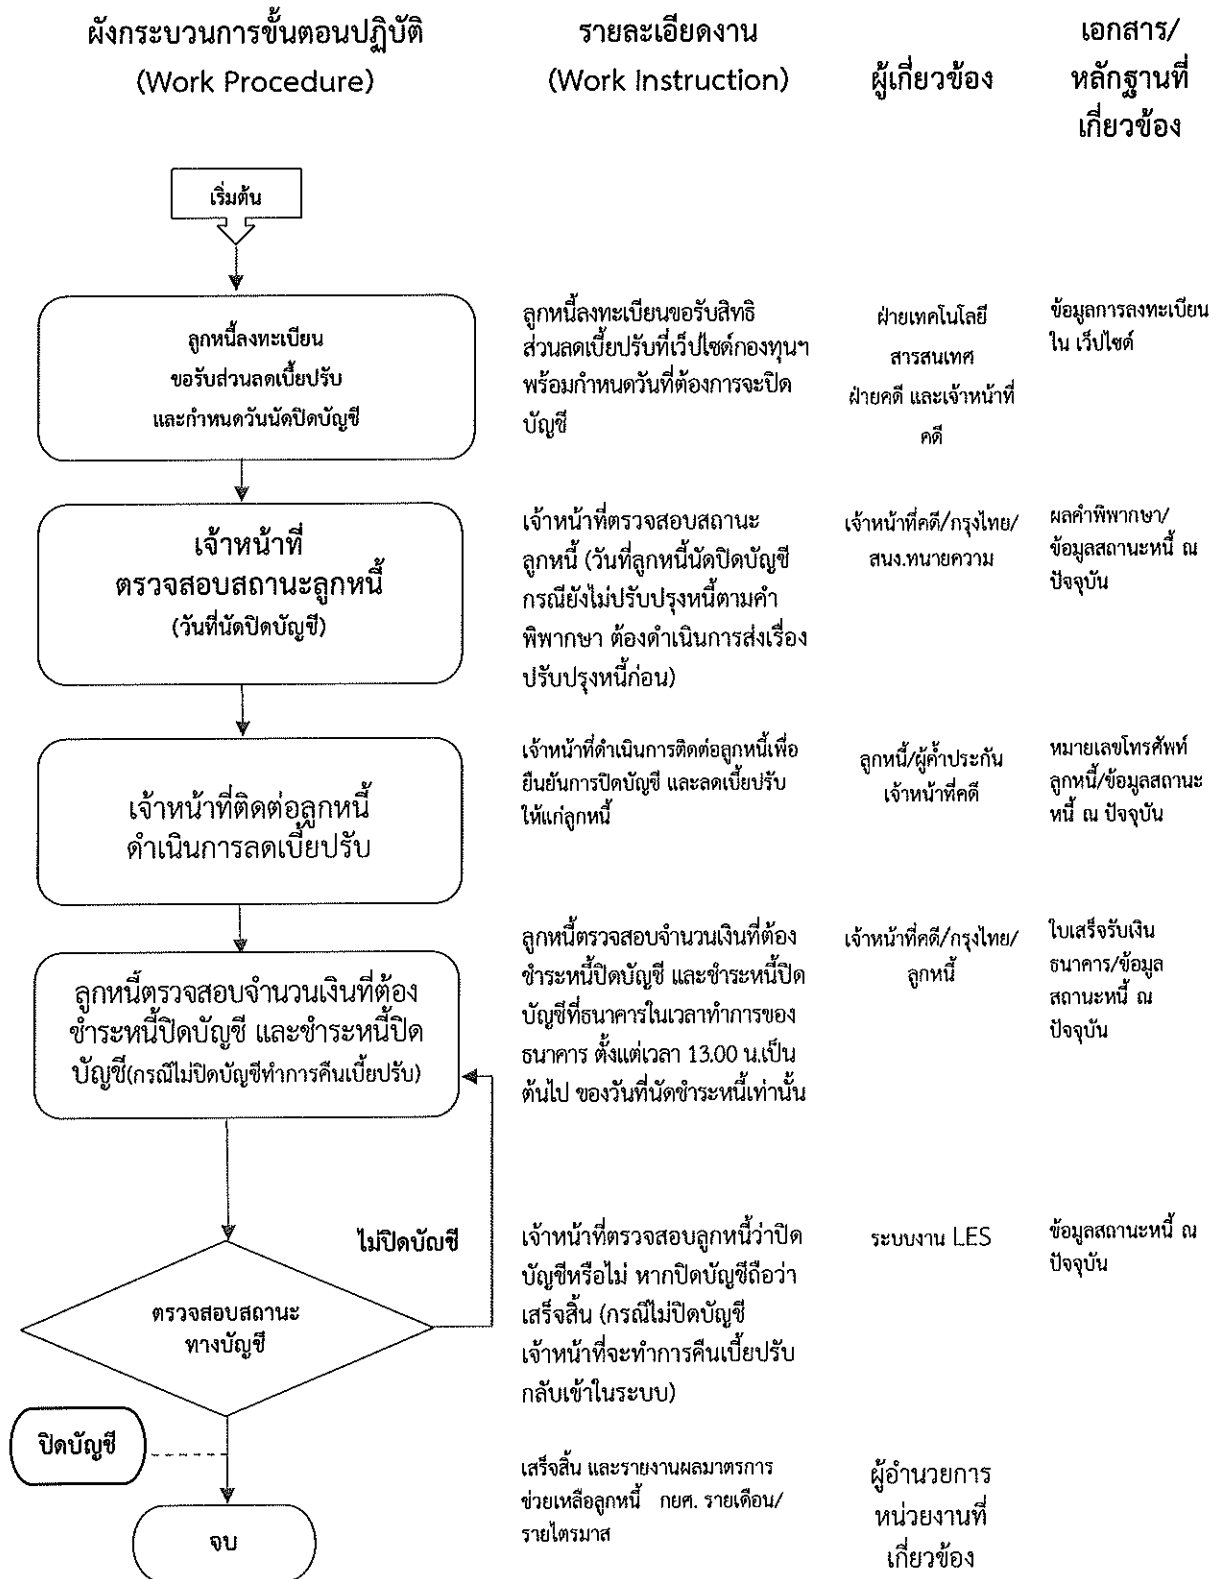 ผังกระบวนการขั้นตอนปฏิบัติ
(Work Procedure)
รายละเอียดงาน
(Work Instruction)
ผู้เกี่ยวข้อง
เอกสาร/
หลักฐานที่
เกี่ยวข้อง
เริ่มต้น
ลูกหนี้ลงทะเบียน
ขอรับส่วนลดเบี้ยปรับ
และกำหนดวันนัดปิดบัญชี
ลูกหนี้ลงทะเบียนขอรับสิทธิ
ส่วนลดเบี้ยปรับที่เว็ปไซด์กองทุนฯ
พร้อมกำหนดวันที่ต้องการจะปิด
บัญชี
ฝ่ายเทคโนโลยี
สารสนเทศ
ฝ่ายคดี และเจ้าหน้าที่
คดี
ข้อมูลการลงทะเบียน
ใน เว็ปไซด์
เจ้าหน้าที่
ตรวจสอบสถานะลูกหนี้
(วันที่นัดปิดบัญชี)
เจ้าหน้าที่ตรวจสอบสถานะ
ลูกหนี้ (วันที่ลูกหนี้นัดปิดบัญชี
กรณียังไม่ปรับปรุงหนี้ตามคำ
พิพากษา ต้องดำเนินการส่งเรื่อง
ปรับปรุงหนี้ก่อน)
เจ้าหน้าที่คดี/กรุงไทย/
สนง.ทนายความ
ผลคำพิพากษา/
ข้อมูลสถานะหนี้ ณ
ปัจจุบัน
เจ้าหน้าที่ติดต่อลูกหนี้
ดำเนินการลดเบี้ยปรับ
เจ้าหน้าที่ดำเนินการติดต่อลูกหนี้เพื่อ
ยืนยันการปิดบัญชี และลดเบี้ยปรับ
ให้แก่ลูกหนี้
ลูกหนี้/ผู้ค้ำประกัน
เจ้าหน้าที่คดี
หมายเลขโทรศัพท์
ลูกหนี้/ข้อมูลสถานะ
หนี้ ณ ปัจจุบัน
ลูกหนี้ตรวจสอบจำนวนเงินที่ต้อง
ชำระหนี้ปิดบัญชี และชำระหนี้ปิด
บัญชี(กรณีไม่ปิดบัญชีทำการคืนเบี้ยปรับ)
ลูกหนี้ตรวจสอบจำนวนเงินที่ต้อง
ชำระหนี้ปิดบัญชี และชำระหนี้ปิด
บัญชีที่ธนาคารในเวลาทำการของ
ธนาคาร ตั้งแต่เวลา 13.00 น.เป็น
ต้นไป ของวันที่นัดชำระหนี้เท่านั้น
เจ้าหน้าที่คดี/กรุงไทย/
ลูกหนี้
ใบเสร็จรับเงิน
ธนาคาร/ข้อมูล
สถานะหนี้ ณ
ปัจจุบัน
ไม่ปิดบัญชี
ตรวจสอบสถานะ
ทางบัญชี
เจ้าหน้าที่ตรวจสอบลูกหนี้ว่าปิด
บัญชีหรือไม่ หากปิดบัญชีถือว่า
เสร็จสิ้น (กรณีไม่ปิดบัญชี
เจ้าหน้าที่จะทำการคืนเบี้ยปรับ
กลับเข้าในระบบ)
ระบบงาน LES
ข้อมูลสถานะหนี้ ณ
ปัจจุบัน
ปิดบัญชี
จบ
เสร็จสิ้น และรายงานผลมาตรการ
ช่วยเหลือลูกหนี้ กยศ. รายเดือน/
รายไตรมาส
ผู้อำนวยการ
หน่วยงานที่
เกี่ยวข้อง